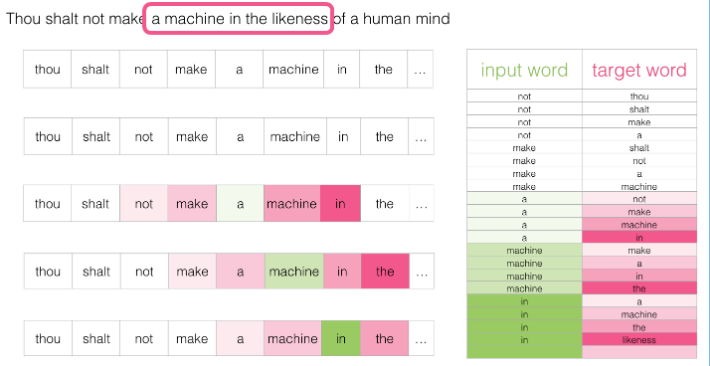 Thou shalt not make a machine in the likeness of a human mind
thou shalt not make a machine in the ...
thou shalt not make a machine in the ...
thou shalt not make a machine in the ...
thou shalt not make a machine in the ...
thou shalt not make a machine in the ...
input word target word
not thou
not shalt
not make
not a
make shalt
make not
make a
make machine
a not
a make
a machine
a in
machine make
machine a
machine in
machine the
in a
in machine
in the
in likeness